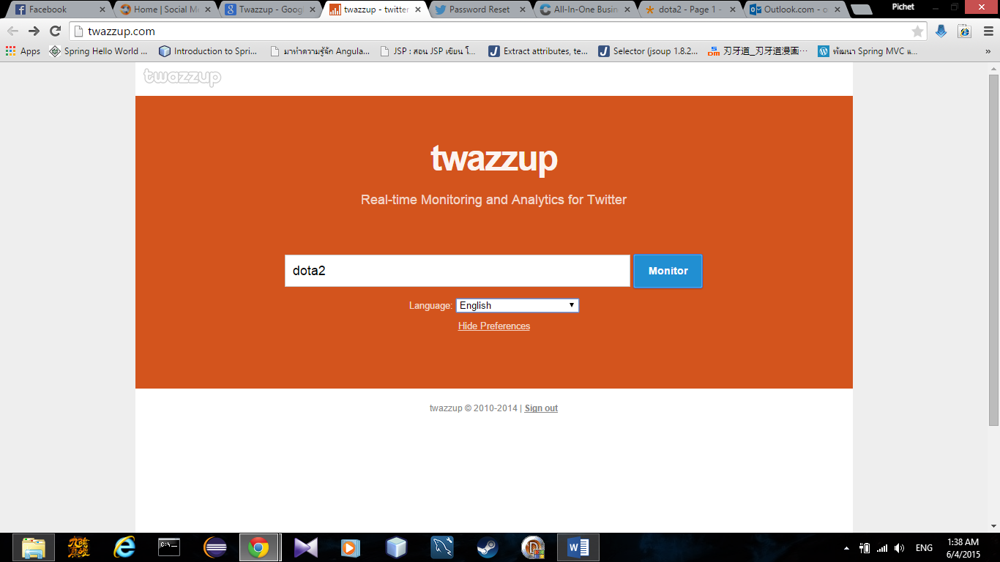 Facebook
Home | Social Me
Twazzup - Goog
twazzup - twitter
Password Reset
All-In-One Busin
dota2 - Page 1 -
Outlook.com - o
Pichet
twazzup.com
Apps
Spring Hello World ...
Introduction to Spri...
มาทำความรู้จัก Angula...
JSP : สอน JSP เขียน โ...
Extract attributes, te...
Selector (jsoup 1.8.2...
刃牙道_刃牙道漫画…
พัฒนา Spring MVC แ...
»
twazzup
twazzup
Real-time Monitoring and Analytics for Twitter
dota2
Monitor
Language: English
Hide Preferences
twazzup © 2010-2014 | Sign out
ENG
1:38 AM
6/4/2015